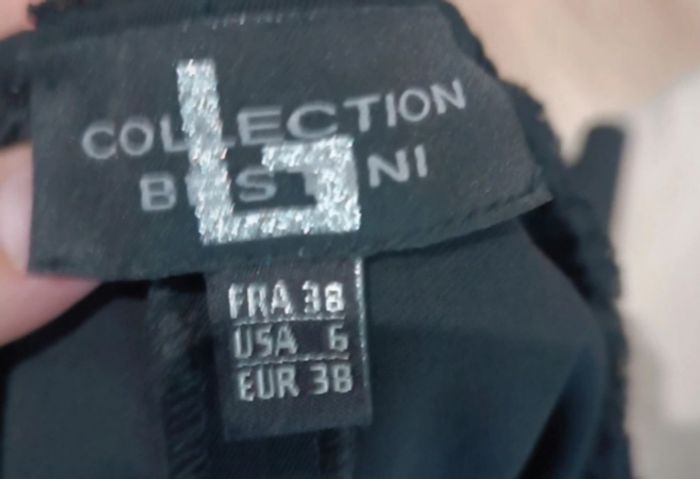 COLLECTION
FRA 38
USA 6
EUR 38